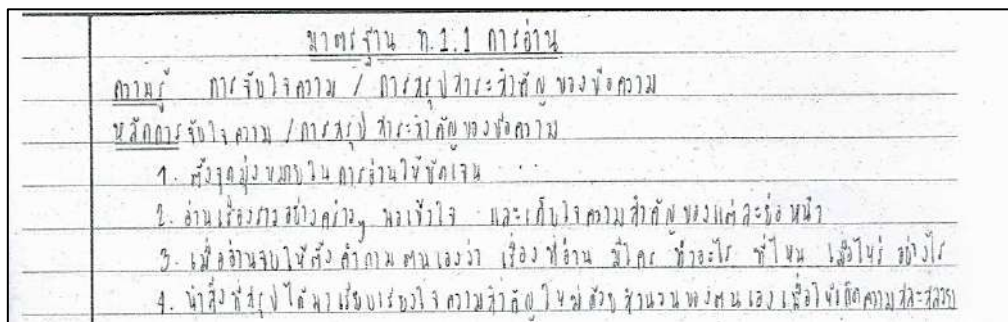 มาตรฐาน ท.1.1 การอ่าน
ความรู้ การจับใจความ / การสรุปสาระสำคัญของข้อความ
หลักการจับใจความ / การสรุปสาระสำคัญของข้อความ
1. ตั้งจุดมุ่งหมายในการอ่านให้ชัดเจน
2. อ่านเรื่องราวอย่างคร่าวๆ พอเข้าใจ และเก็บใจความสำคัญของแต่ละย่อหน้า
3. เมื่ออ่านจบให้ตั้งคำถามตนเองว่า เรื่องที่อ่าน มีใคร ทำอะไร ที่ไหน เมื่อไหร่ อย่างไร
4. นำสิ่งที่สรุปได้มาเรียบเรียงใจความสำคัญใหม่ด้วยสำนวนของตนเองเพื่อให้เกิดความสละสลวย